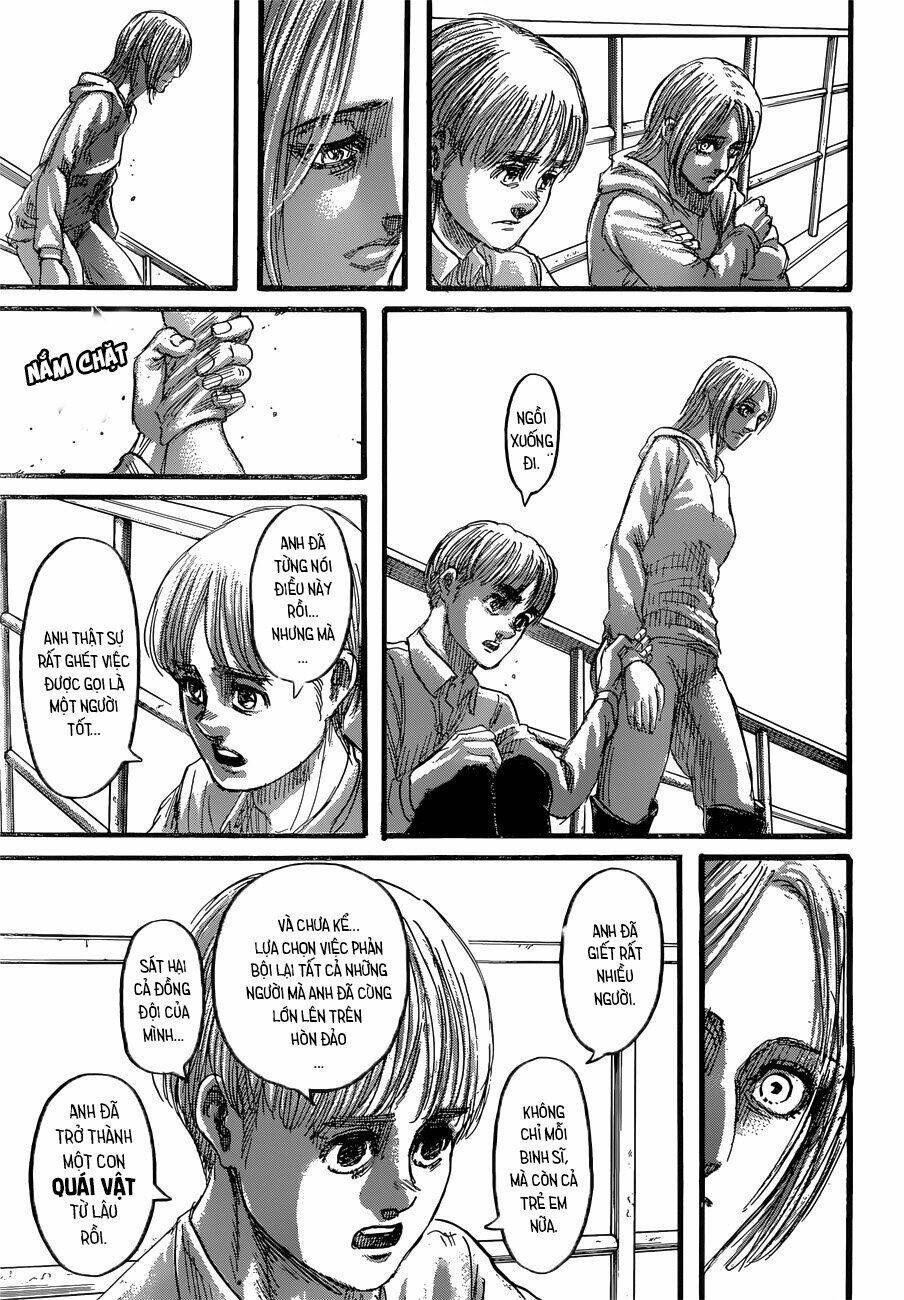 NẮM CHẶT
NGỒI
XUỐNG
ĐI.
ANH ĐÃ
TỪNG NÓI
ĐIỀU NÀY
RỒI...
NHƯNG MÀ
...
ANH THẬT SỰ
RẤT GHÉT VIỆC
ĐƯỢC GỌI LÀ
MỘT NGƯỜI
TỐT...
ANH ĐÃ
GIẾT RẤT
NHIỀU
NGƯỜI.
KHÔNG
CHỈ MỖI
BINH SĨ,
MÀ CÒN CẢ
TRẺ EM
NỮA.
VÀ CHƯA KỂ...
LỰA CHỌN VIỆC PHẢN
BỘI LẠI TẤT CẢ NHỮNG
NGƯỜI MÀ ANH ĐÃ CÙNG
LỚN LÊN TRÊN
HÒN ĐẢO
...
SÁT HẠI
CẢ ĐỒNG
ĐỘI CỦA
MÌNH...
ANH ĐÃ
TRỞ THÀNH
MỘT CON
QUÁI VẬT
TỪ LÂU
RỒI.